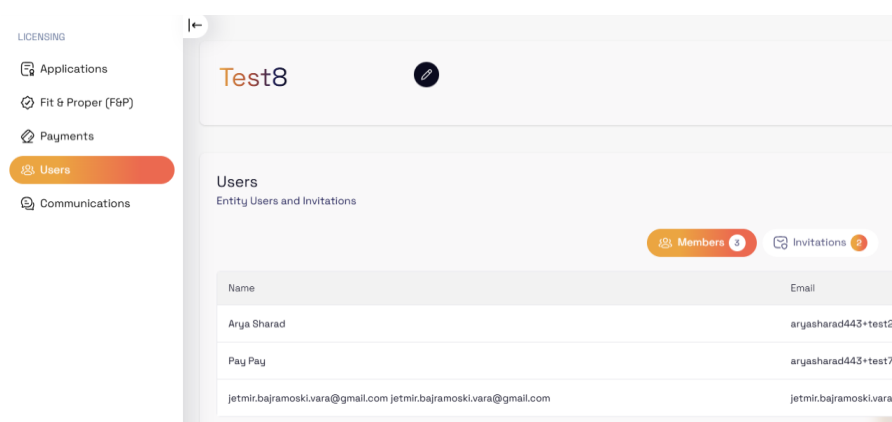 LICENSING
Applications
Fit & Proper (F&P)
Payments
Users
Communications
Test8
Users
Entity Users and Invitations
Members 3
Invitations 2
Name Email
Arya Sharad aryasharad443+test2
Pay Pay aryasharad443+test7
jetmir.bajramoski.vara@gmail.com jetmir.bajramoski.vara@gmail.com jetmir.bajramoski.vara